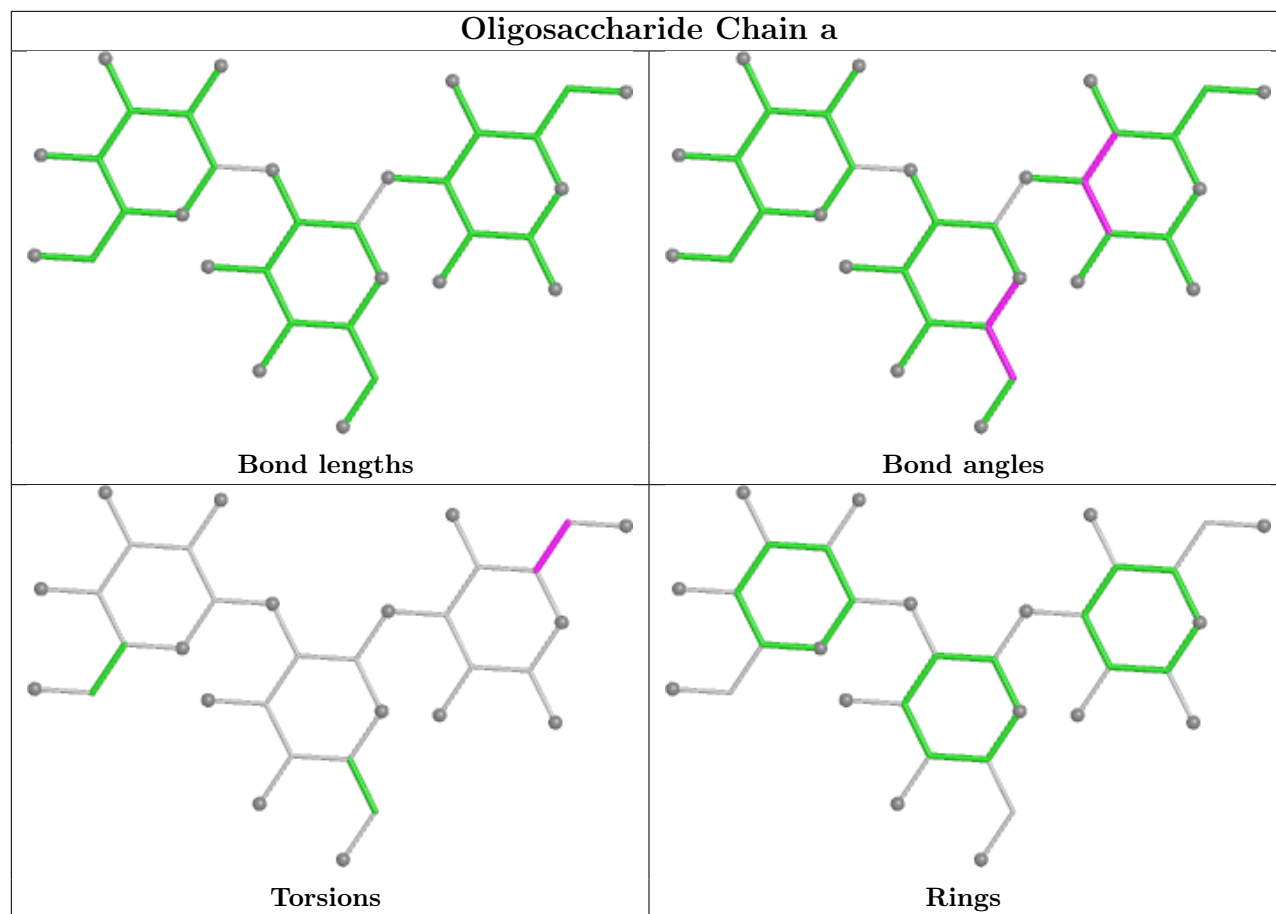 Oligosaccharide Chain a
Bond lengths
Bond angles
Torsions
Rings